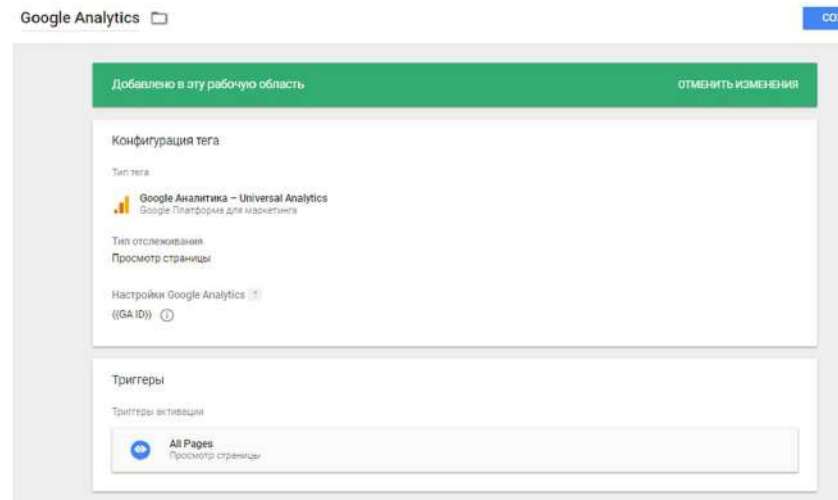 Google Analytics
Добавлено в эту рабочую область
ОТМЕНИТЬ ИЗМЕНЕНИЯ
Конфигурация тега
Тип тега
Google Аналитика – Universal Analytics
Google Платформа для маркетинга
Тип отслеживания
Просмотр страницы
Настройки Google Analytics ?
{{GA ID}}
Триггеры
Триггеры активации
All Pages
Просмотр страницы